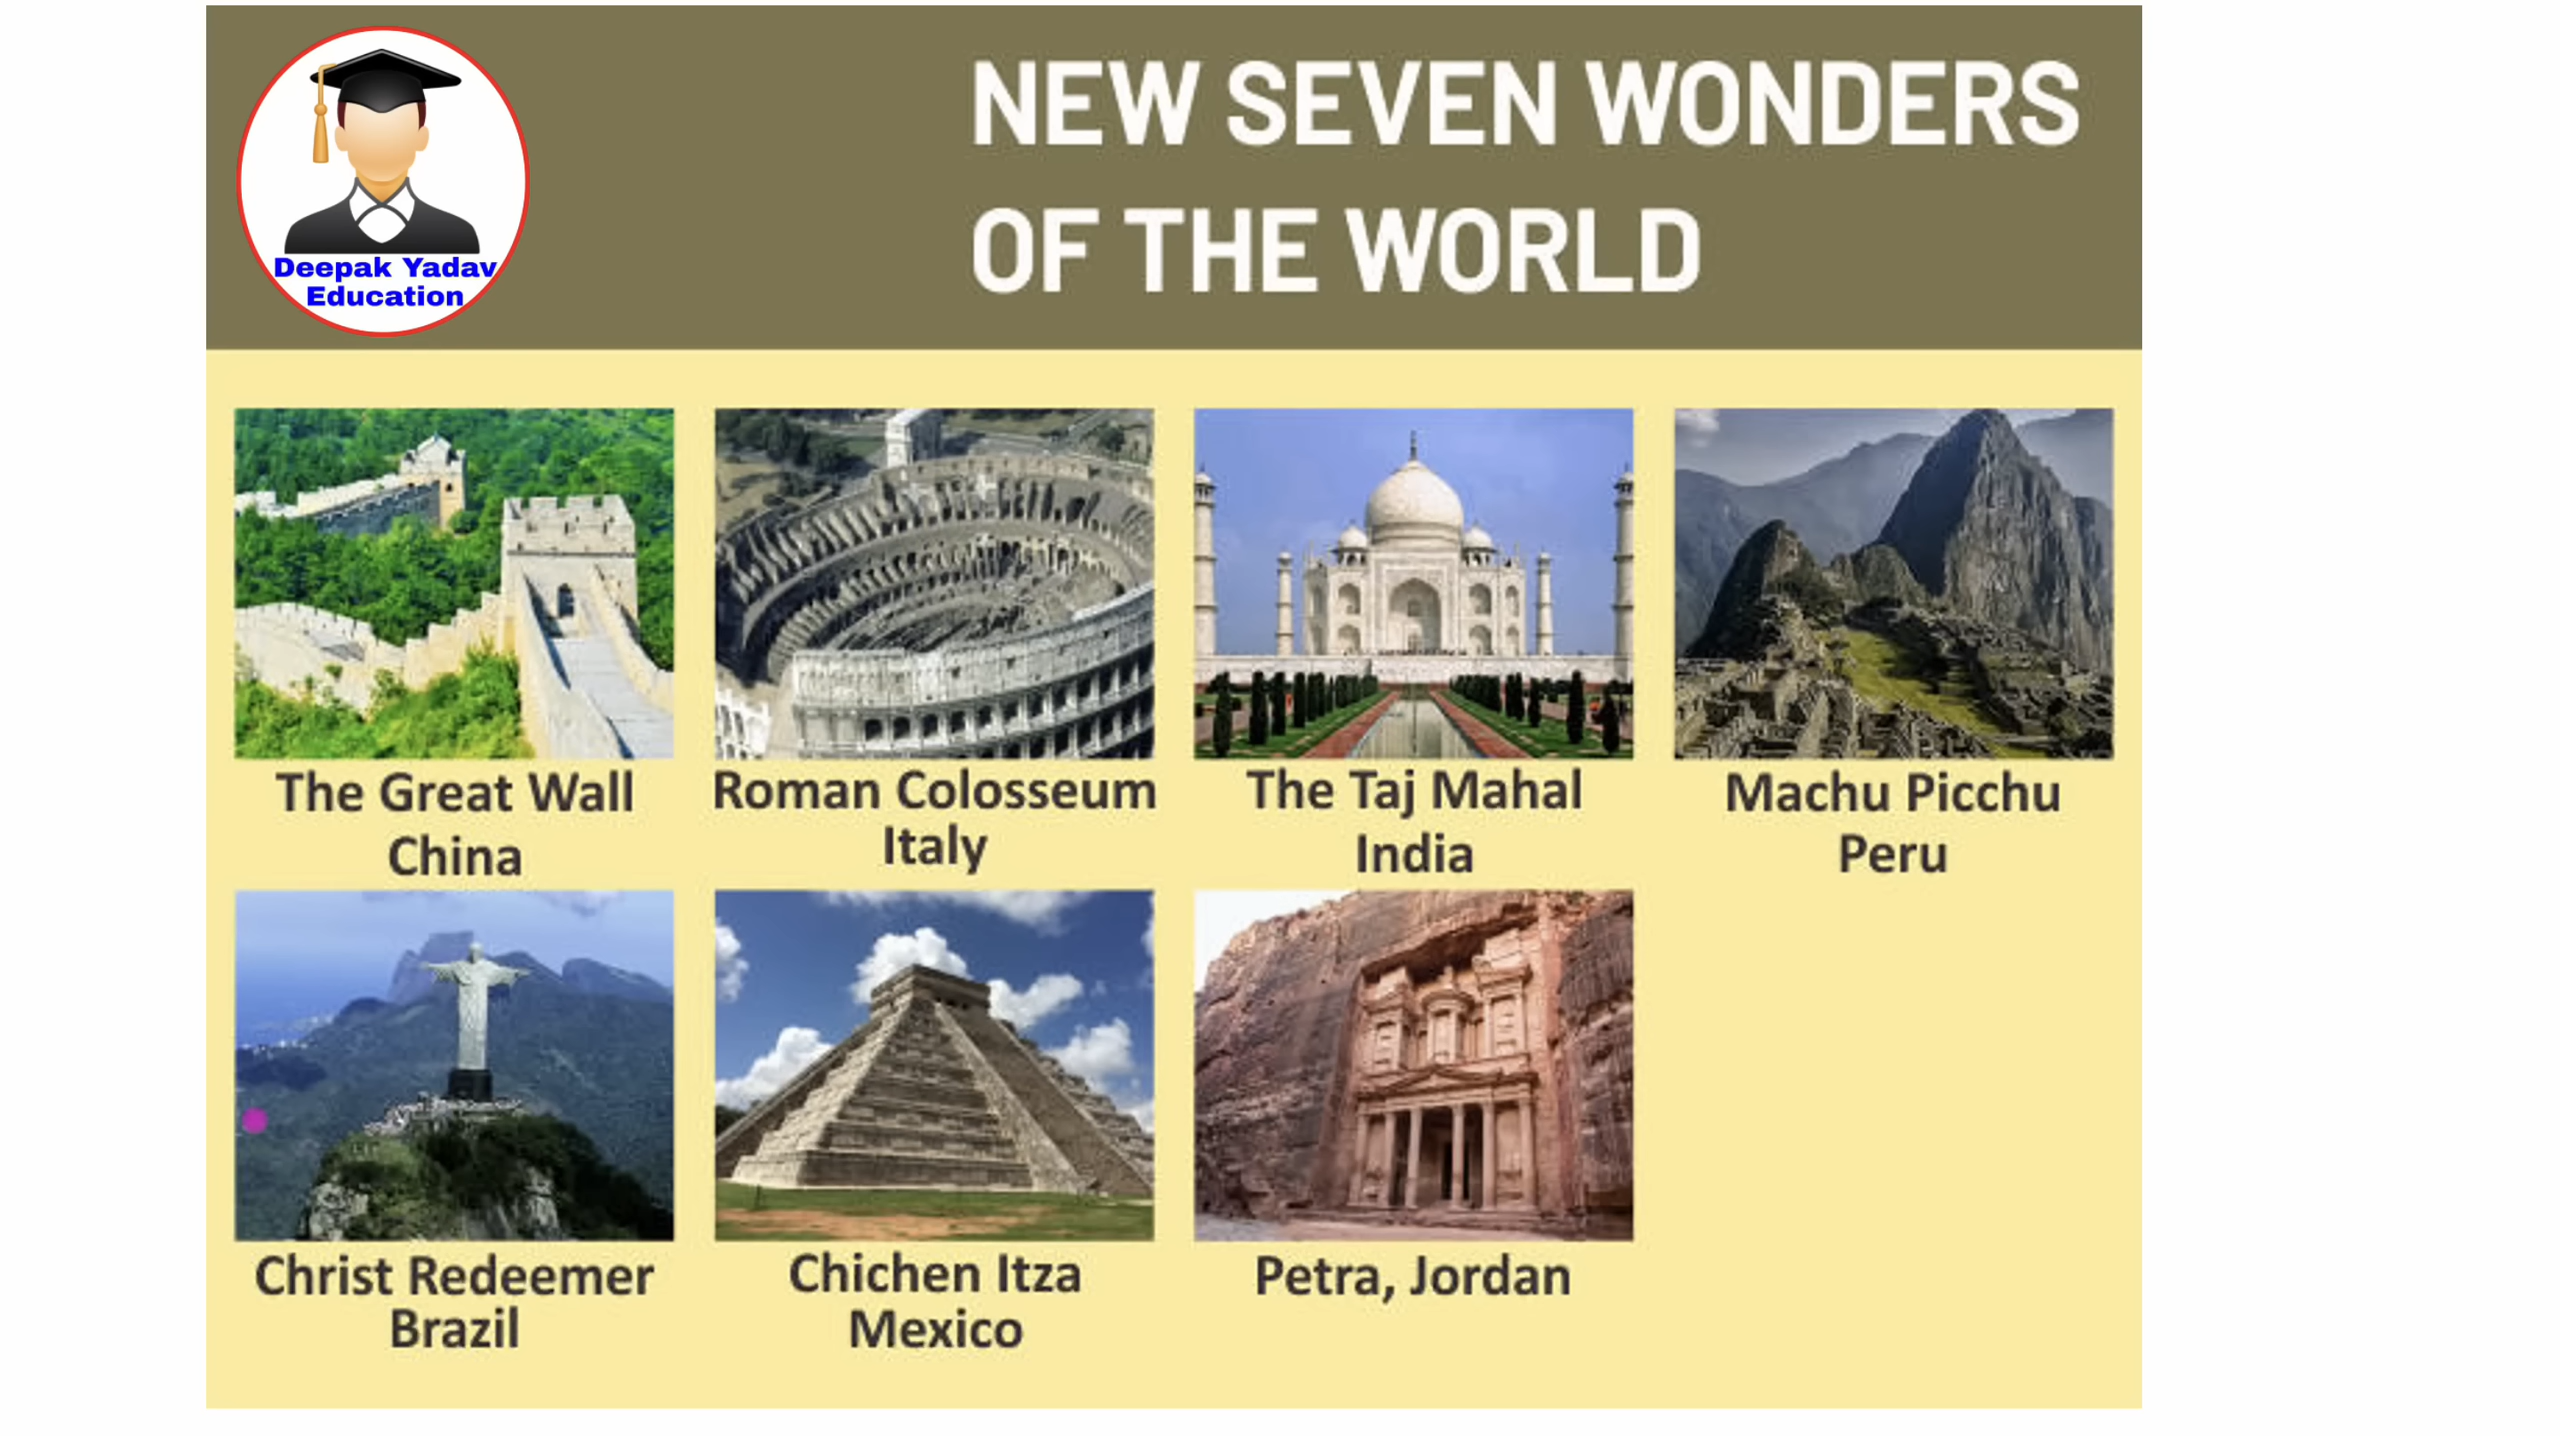 Deepak Yadav
Education
NEW SEVEN WONDERS
OF THE WORLD
The Great Wall
China
Roman Colosseum
Italy
The Taj Mahal
India
Machu Picchu
Peru
Christ Redeemer
Brazil
Chichen Itza
Mexico
Petra, Jordan